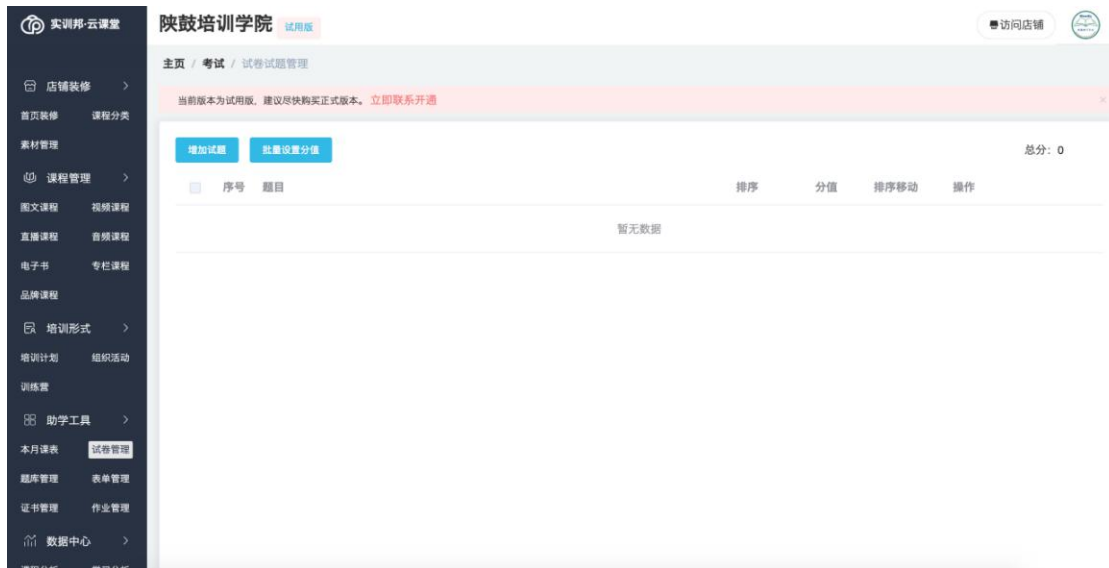 实训邦·云课堂
陕鼓培训学院 试用版
访问店铺
主页 / 考试 / 试卷试题管理
店铺装修
当前版本为试用版，建议尽快购买正式版本。立即联系开通
首页装修 课程分类
素材管理
增加试题 批量设置分值
总分：0
课程管理
序号 题目 排序 分值 排序移动 操作
图文课程 视频课程
暂无数据
直播课程 音频课程
电子书 专栏课程
品牌课程
培训形式
培训计划 组织活动
训练营
助学工具
本月课表 试卷管理
题库管理 表单管理
证书管理 作业管理
数据中心